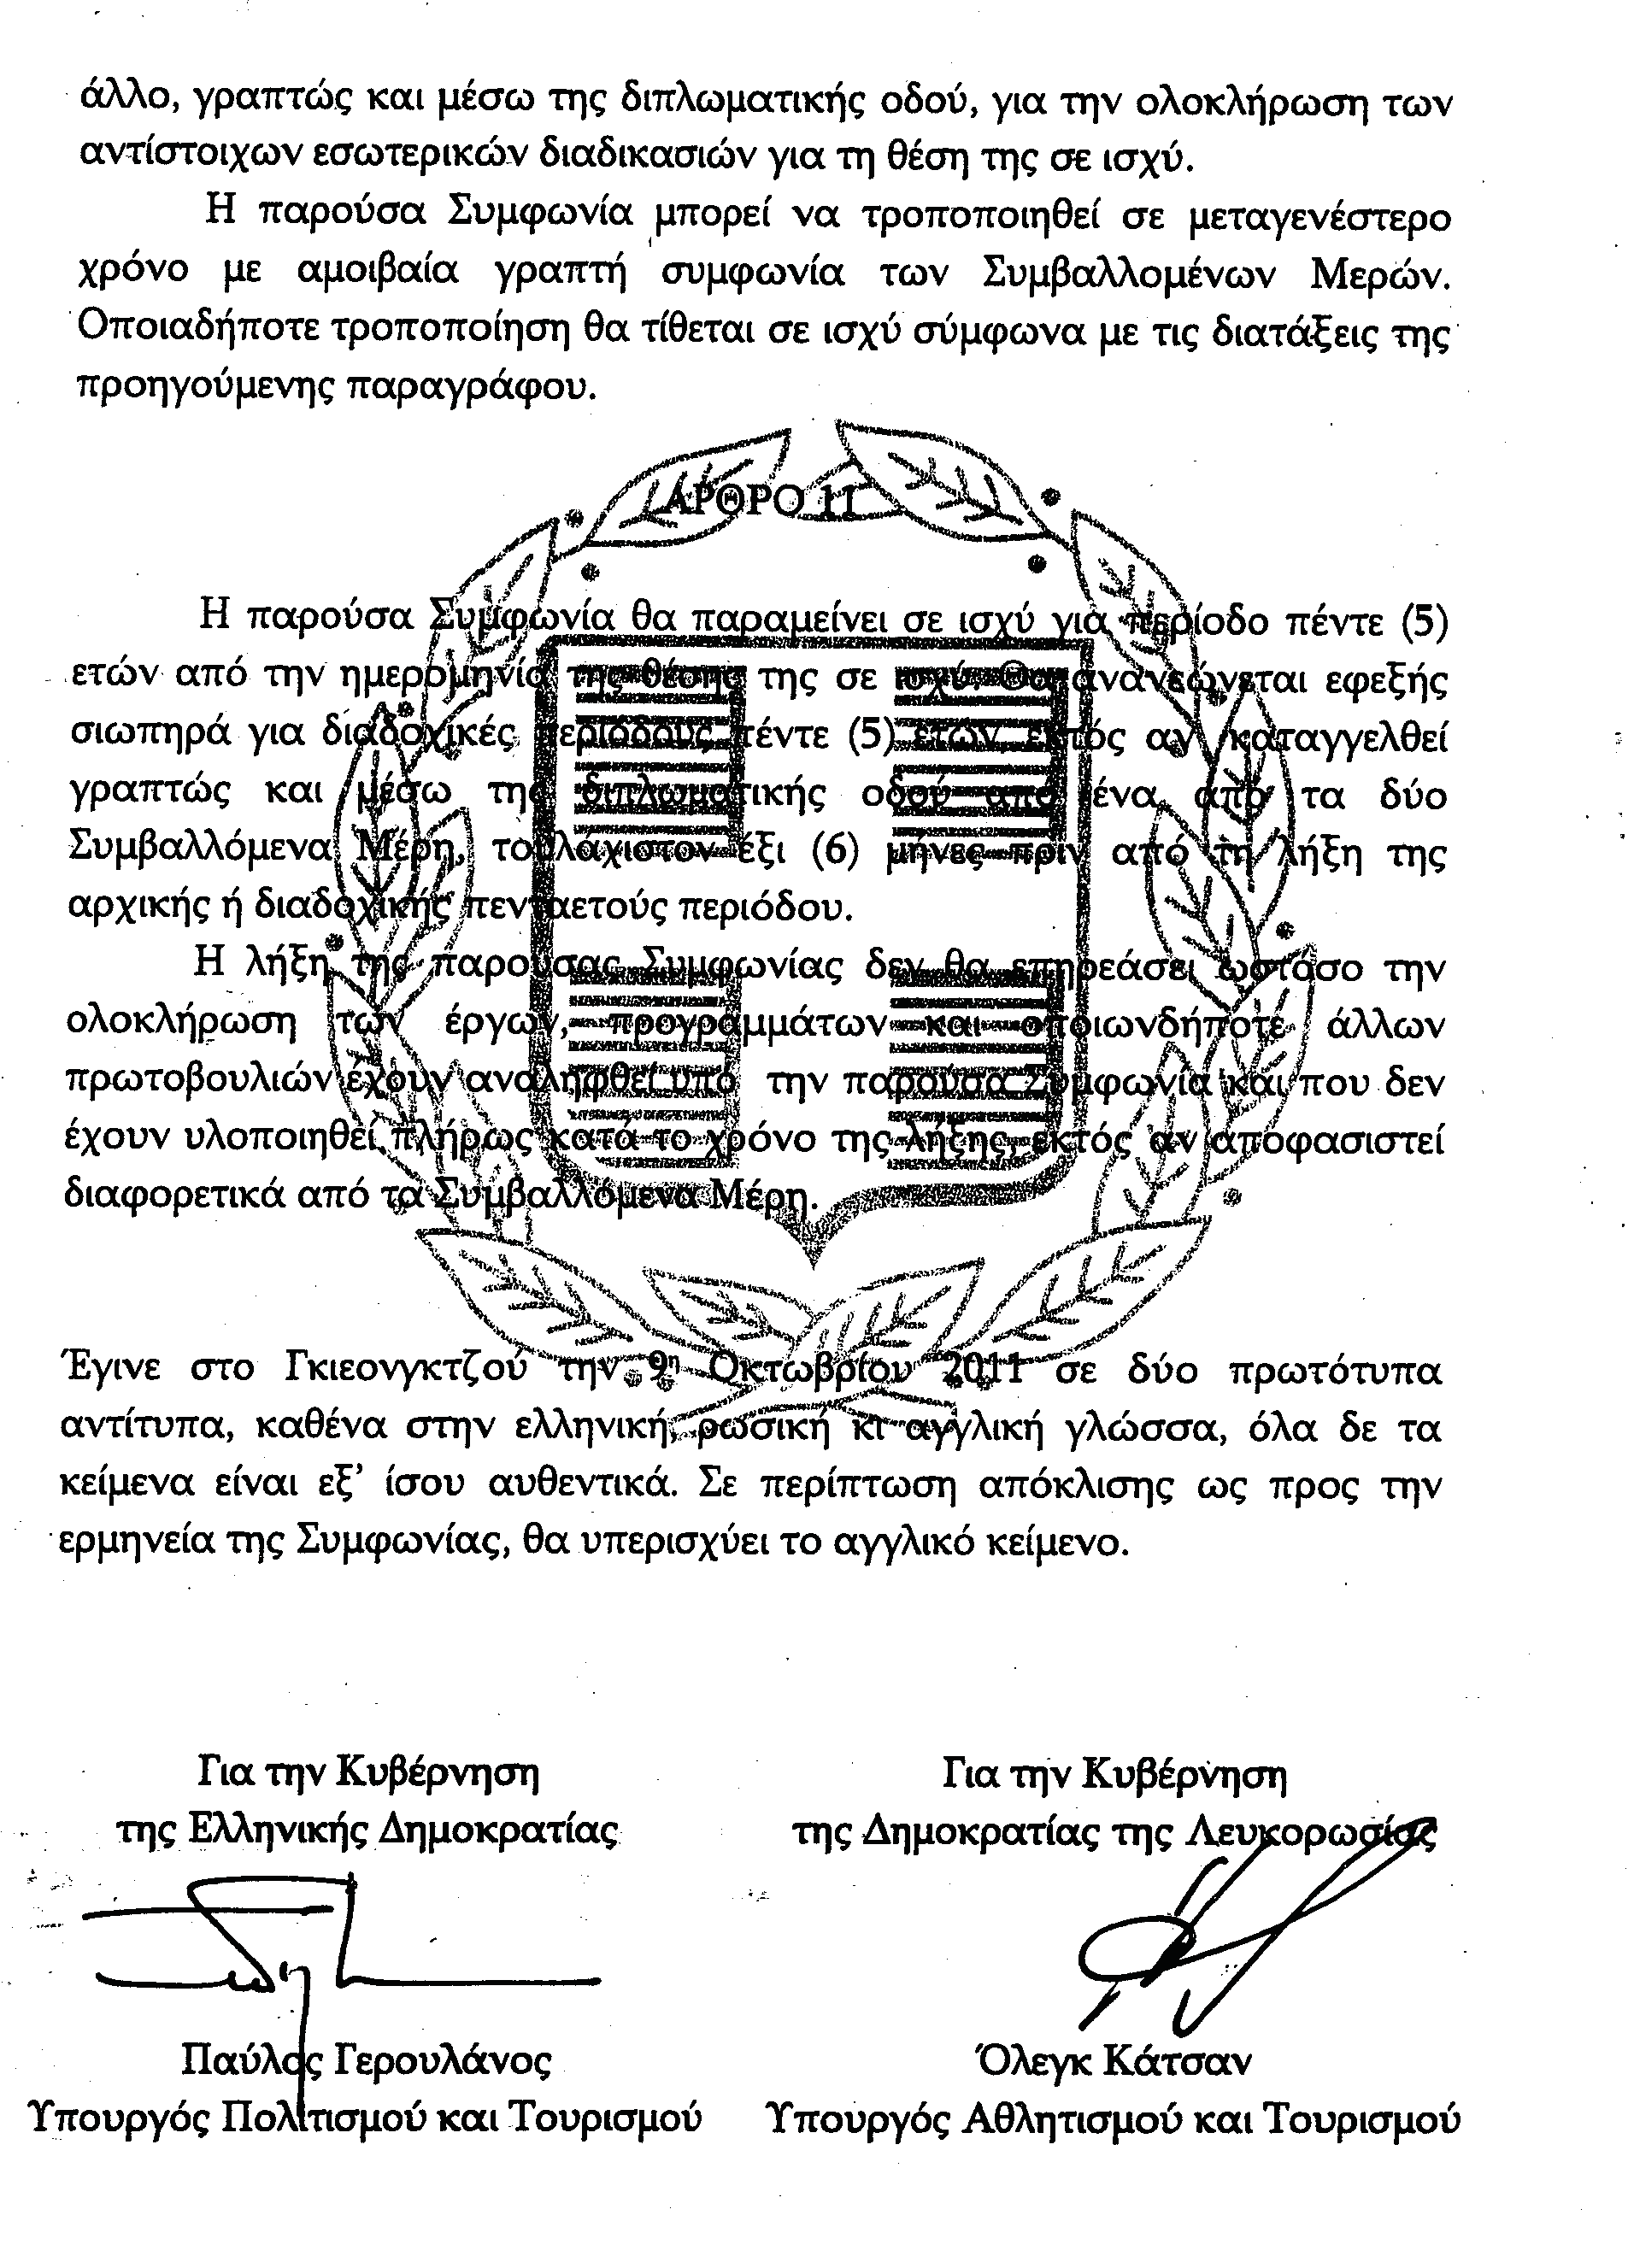 άλλο, γραπτώς και μέσω της διπλωματικής οδού, για την ολοκλήρωση των
αντίστοιχων εσωτερικών διαδικασιών για τη θέση της σε ισχύ.
Η παρούσα Συμφωνία μπορεί να τροποποιηθεί σε μεταγενέστερο
χρόνο με αμοιβαία γραπτή συμφωνία των Συμβαλλομένων Μερών.
Οποιαδήποτε τροποποίηση θα τίθεται σε ισχύ σύμφωνα με τις διατάξεις της
προηγούμενης παραγράφου.
ΑΡΘΡΟ 11
Η παρούσα Συμφωνία θα παραμείνει σε ισχύ για περίοδο πέντε (5)
ετών από την ημερομηνία της θέσης της σε ισχύ. Θα ανανεώνεται εφεξής
σιωπηρά για διαδοχικές περιόδους πέντε (5) ετών, εκτός αν καταγγελθεί
γραπτώς και μέσω της διπλωματικής οδού από ένα από τα δύο
Συμβαλλόμενα Μέρη, τουλάχιστον έξι (6) μήνες πριν από τη λήξη της
αρχικής ή διαδοχικής πενταετούς περιόδου.
Η λήξη της παρούσας Συμφωνίας δεν θα επηρεάσει ωστόσο την
ολοκλήρωση των έργων, προγραμμάτων και οποιωνδήποτε άλλων
πρωτοβουλιών έχουν αναληφθεί υπό την παρούσα Συμφωνία και που δεν
έχουν υλοποιηθεί πλήρως κατά το χρόνο της λήξης, εκτός αν αποφασιστεί
διαφορετικά από τα Συμβαλλόμενα Μέρη.
Έγινε στο Γκιεονγκτζού την 9η Οκτωβρίου 2011 σε δύο πρωτότυπα
αντίτυπα, καθένα στην ελληνική, ρωσική κι αγγλική γλώσσα, όλα δε τα
κείμενα είναι εξ’ ίσου αυθεντικά. Σε περίπτωση απόκλισης ως προς την
ερμηνεία της Συμφωνίας, θα υπερισχύει το αγγλικό κείμενο.
Για την Κυβέρνηση
της Ελληνικής Δημοκρατίας
Παύλος Γερουλάνος
Υπουργός Πολιτισμού και Τουρισμού
Για την Κυβέρνηση
της Δημοκρατίας της Λευκορωσίας
Όλεγκ Κάτσαν
Υπουργός Αθλητισμού και Τουρισμού